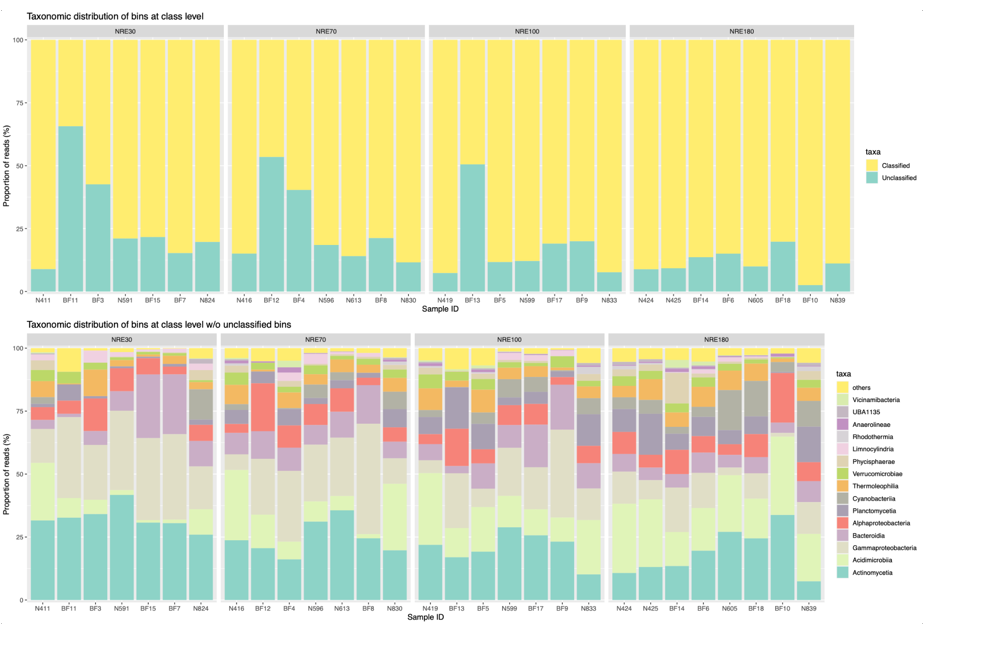 Taxonomic distribution of bins at class level
NRE30 NRE70 NRE100 NRE180
100
75
50
25
0
Proportion of reads (%)
N411 BF11 BF3 N591 BF15 BF7 N824 N416 BF12 BF4 N596 N613 BF8 N830 N419 BF13 BF5 N599 BF17 BF9 N833 N424 N425 BF14 BF6 N605 BF18 BF10 N839
Sample ID
taxa
Classified
Unclassified
Taxonomic distribution of bins at class level w/o unclassified bins
NRE30 NRE70 NRE100 NRE180
100
75
50
25
0
Proportion of reads (%)
N411 BF11 BF3 N591 BF15 BF7 N824 N416 BF12 BF4 N596 N613 BF8 N830 N419 BF13 BF5 N599 BF17 BF9 N833 N424 N425 BF14 BF6 N605 BF18 BF10 N839
Sample ID
taxa
others
Vicinamibacteria
UBA1135
Anaerolineae
Rhodothermia
Limnocylindria
Phycisphaerae
Verrucomicrobiae
Thermoleophilia
Cyanobacteriia
Planctomycetia
Alphaproteobacteria
Bacteroidia
Gammaproteobacteria
Acidimicrobiia
Actinomycetia